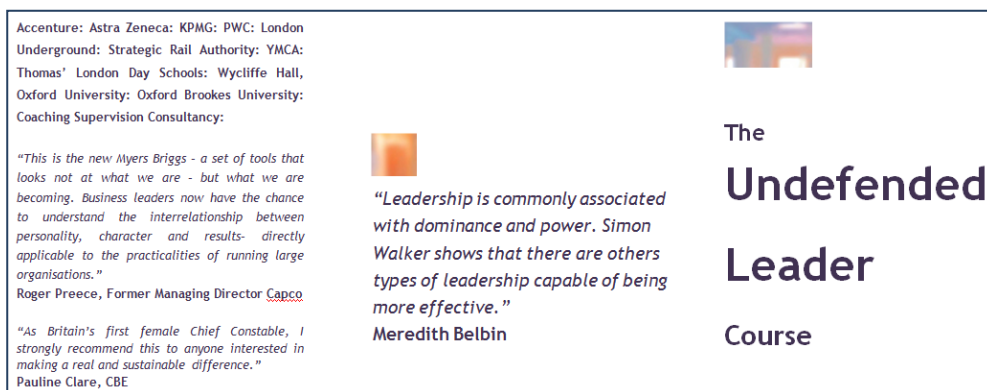 Accenture: Astra Zeneca: KPMG: PWC: London
Underground: Strategic Rail Authority: YMCA:
Thomas’ London Day Schools: Wycliffe Hall,
Oxford University: Oxford Brookes University:
Coaching Supervision Consultancy:
“This is the new Myers Briggs - a set of tools that
looks not at what we are - but what we are
becoming. Business leaders now have the chance
to understand the interrelationship between
personality, character and results- directly
applicable to the practicalities of running large
organisations.”
Roger Preece, Former Managing Director Capco
“As Britain’s first female Chief Constable, I
strongly recommend this to anyone interested in
making a real and sustainable difference.”
Pauline Clare, CBE
“Leadership is commonly associated
with dominance and power. Simon
Walker shows that there are others
types of leadership capable of being
more effective.”
Meredith Belbin
The
Undefended
Leader
Course